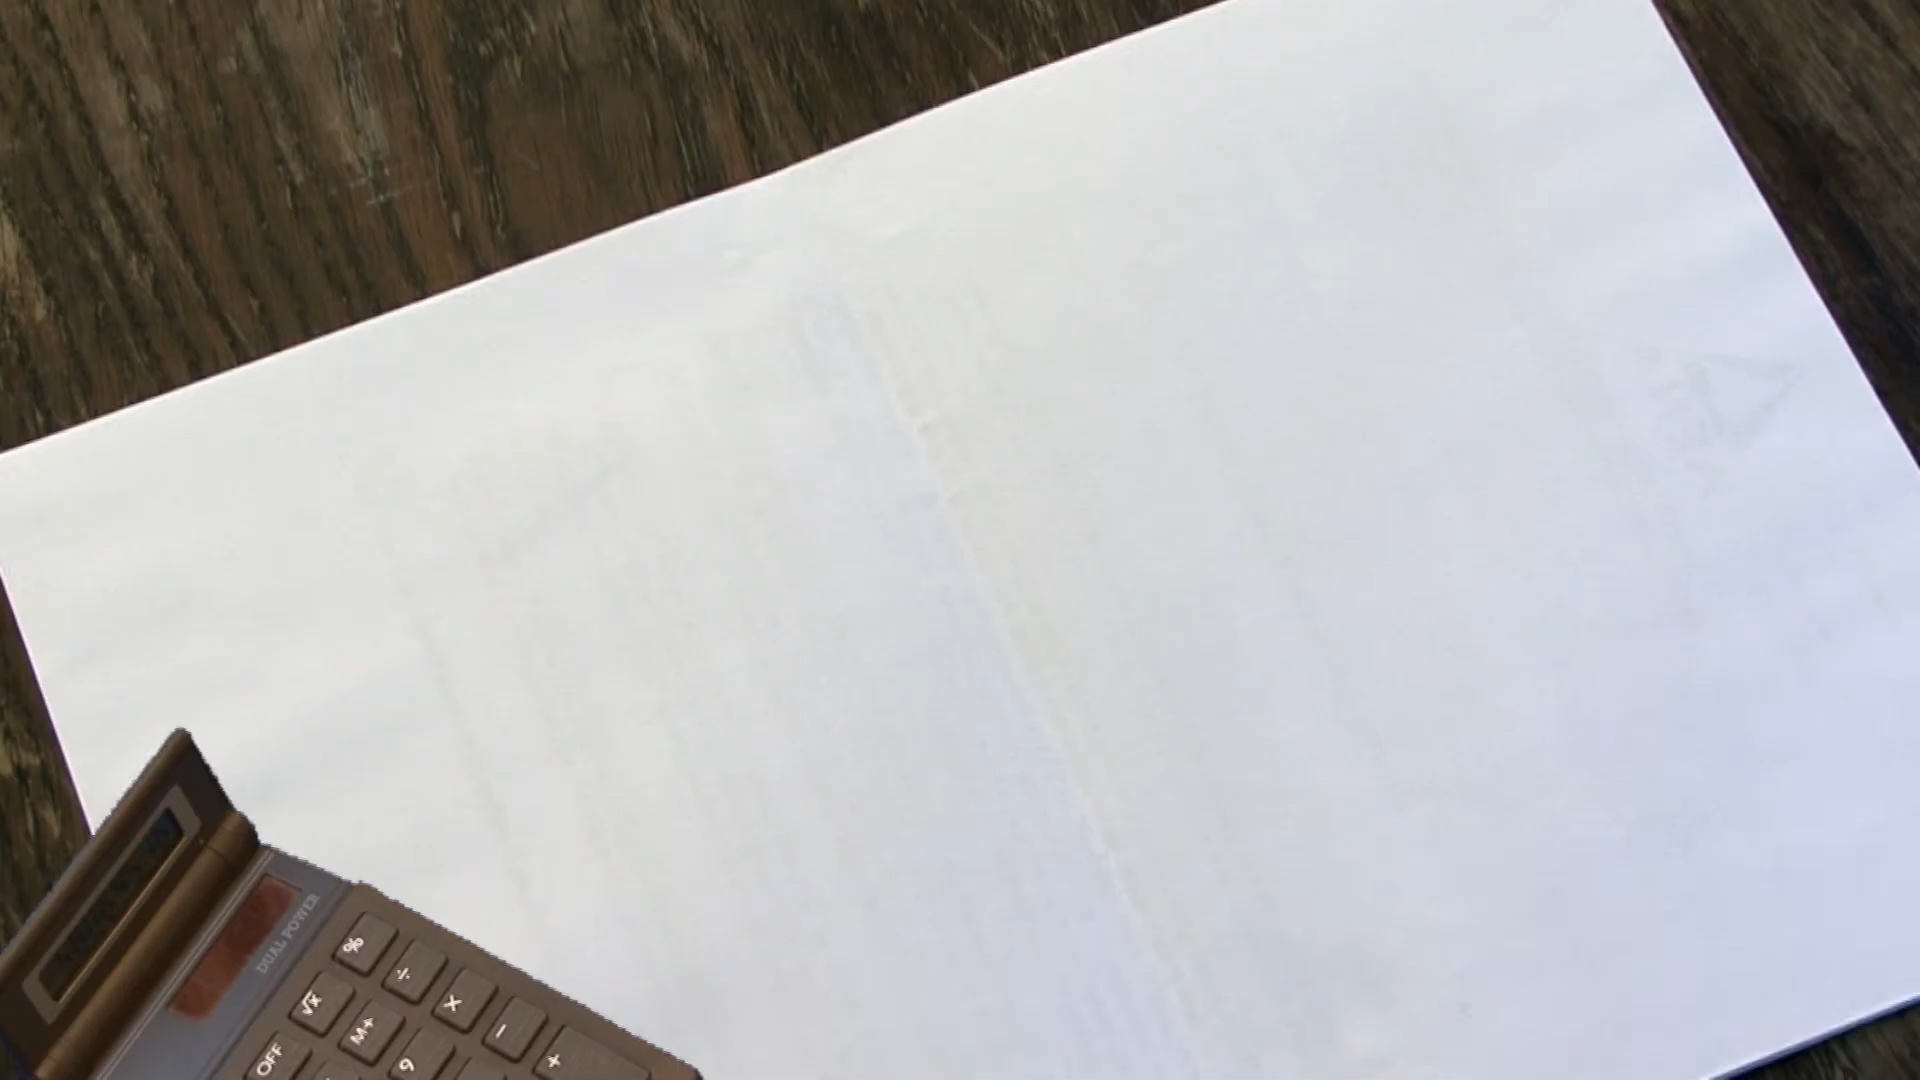 DUAL POWER
% ÷ X − +
√x M+ 9
OFF